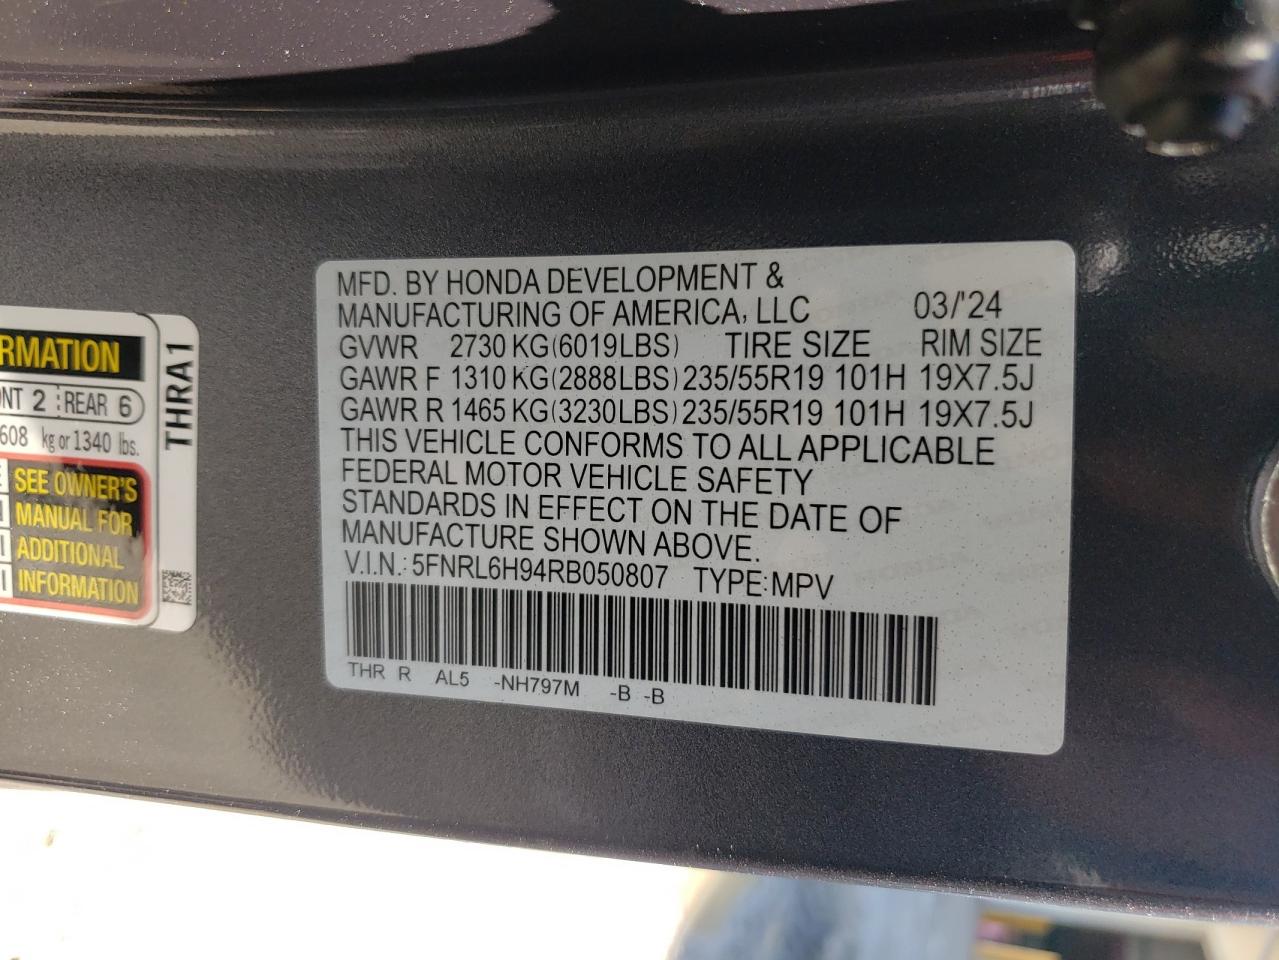 RMATION
NT 2 REAR 6
608 kg or 1340 lbs.
SEE OWNER'S
MANUAL FOR
ADDITIONAL
INFORMATION
THRA1
MFD. BY HONDA DEVELOPMENT &
MANUFACTURING OF AMERICA, LLC 03/'24
GVWR 2730 KG(6019LBS) TIRE SIZE RIM SIZE
GAWR F 1310 KG(2888LBS) 235/55R19 101H 19X7.5J
GAWR R 1465 KG(3230LBS) 235/55R19 101H 19X7.5J
THIS VEHICLE CONFORMS TO ALL APPLICABLE
FEDERAL MOTOR VEHICLE SAFETY
STANDARDS IN EFFECT ON THE DATE OF
MANUFACTURE SHOWN ABOVE.
V.I.N.: 5FNRL6H94RB050807 TYPE:MPV
THR R AL5 -NH797M -B -B